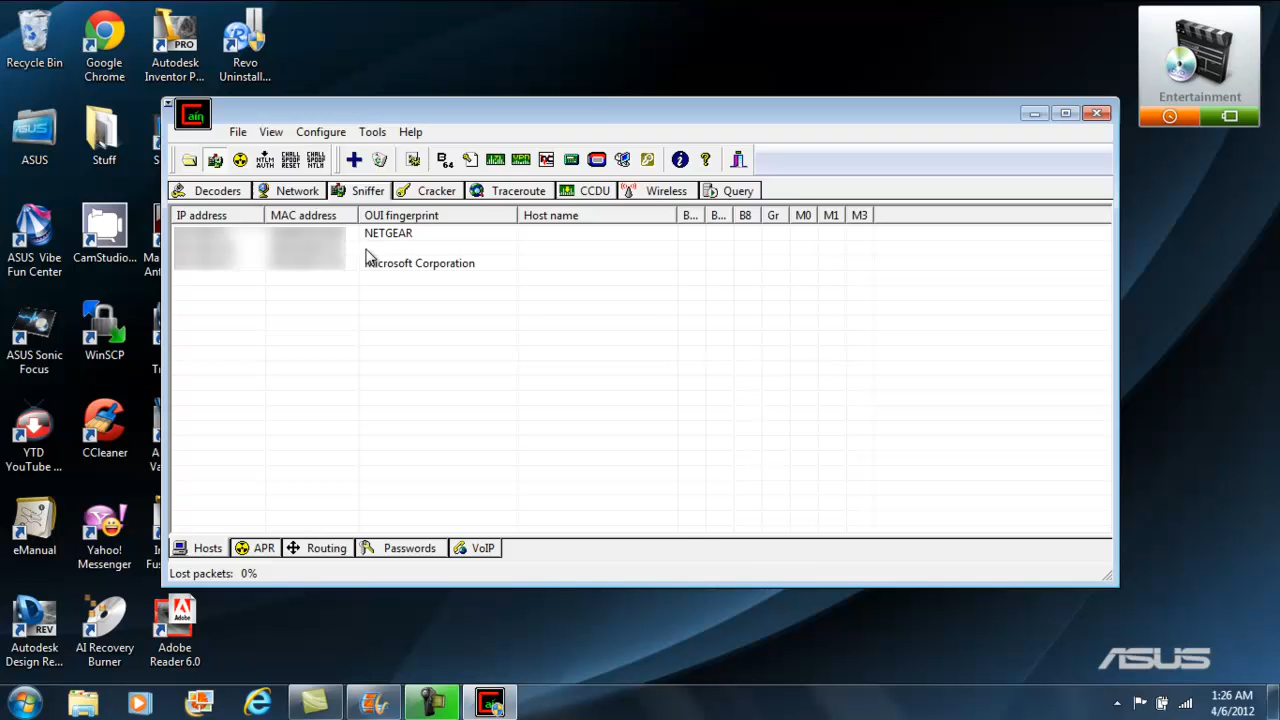 Recycle Bin
Google Chrome
Autodesk Inventor P...
Revo Uninstall...
ASUS
Stuff
ASUS Vibe Fun Center
CamStudio...
ASUS Sonic Focus
WinSCP
YTD YouTube ...
CCleaner
eManual
Yahoo! Messenger
Autodesk Design Re...
AI Recovery Burner
Adobe Reader 6.0
Entertainment
File View Configure Tools Help
Decoders Network Sniffer Cracker Traceroute CCDU Wireless Query
IP address MAC address OUI fingerprint Host name B... B... B8 Gr M0 M1 M3
NETGEAR
Microsoft Corporation
Hosts APR Routing Passwords VoIP
Lost packets: 0%
ASUS
1:26 AM
4/6/2012